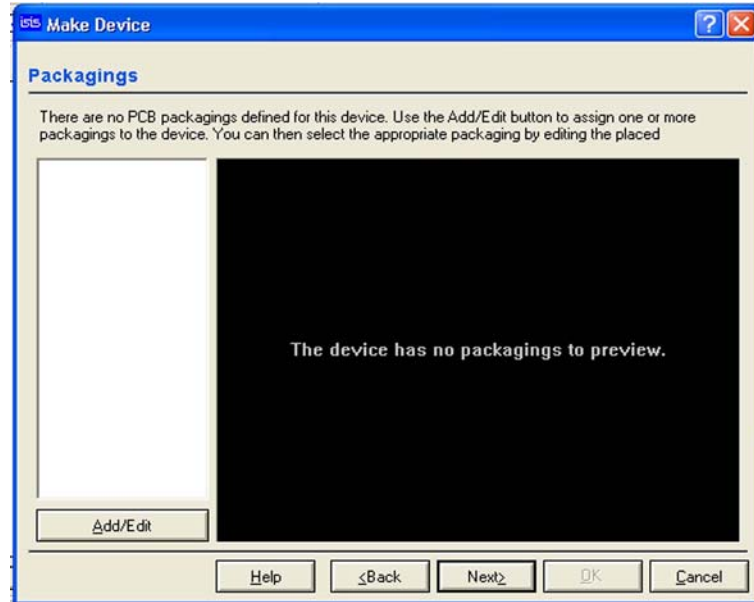 isis Make Device
Packagings
There are no PCB packagings defined for this device. Use the Add/Edit button to assign one or more
packagings to the device. You can then select the appropriate packaging by editing the placed
The device has no packagings to preview.
Add/Edit
Help <Back Next> OK Cancel